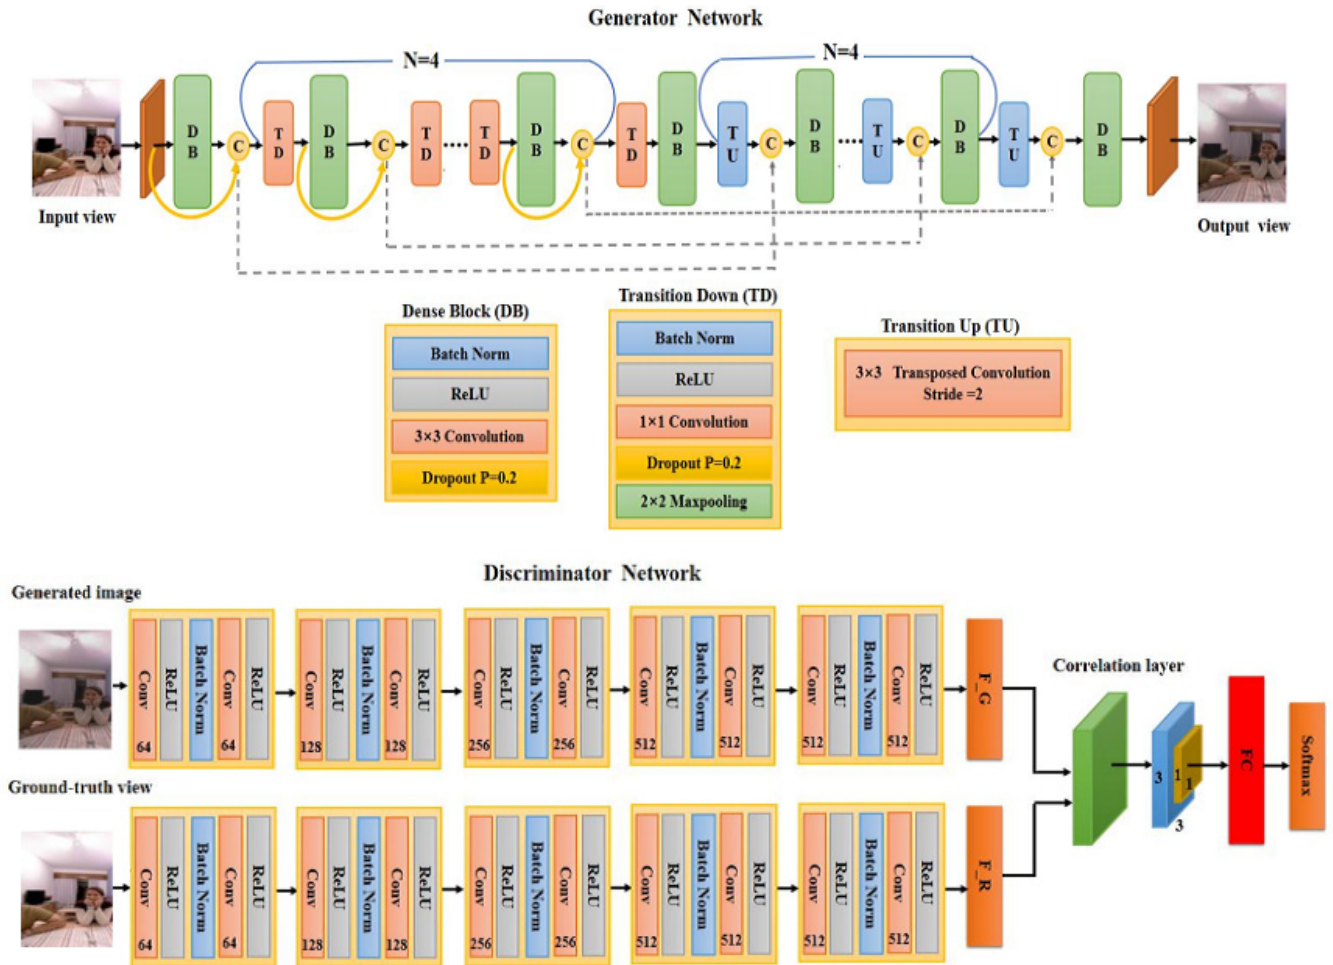 Generator Network
N=4
N=4
D
B
C
T
D
D
B
C
T
D
T
D
D
B
C
T
D
D
B
T
U
C
D
B
T
U
C
D
B
T
U
C
D
B
Input view
Output view
Dense Block (DB)
Batch Norm
ReLU
3×3 Convolution
Dropout P=0.2
Transition Down (TD)
Batch Norm
ReLU
1×1 Convolution
Dropout P=0.2
2×2 Maxpooling
Transition Up (TU)
3×3 Transposed Convolution
Stride =2
Discriminator Network
Generated image
Conv 64
ReLU
Batch Norm
Conv 64
ReLU
Conv 128
ReLU
Batch Norm
Conv 128
ReLU
Conv 256
ReLU
Batch Norm
Conv 256
ReLU
Conv 512
ReLU
Batch Norm
Conv 512
ReLU
Conv 512
ReLU
Batch Norm
Conv 512
ReLU
F_G
Ground-truth view
Conv 64
ReLU
Batch Norm
Conv 64
ReLU
Conv 128
ReLU
Batch Norm
Conv 128
ReLU
Conv 256
ReLU
Batch Norm
Conv 256
ReLU
Conv 512
ReLU
Batch Norm
Conv 512
ReLU
Conv 512
ReLU
Batch Norm
Conv 512
ReLU
F_R
Correlation layer
3
1
1
3
FC
Softmax